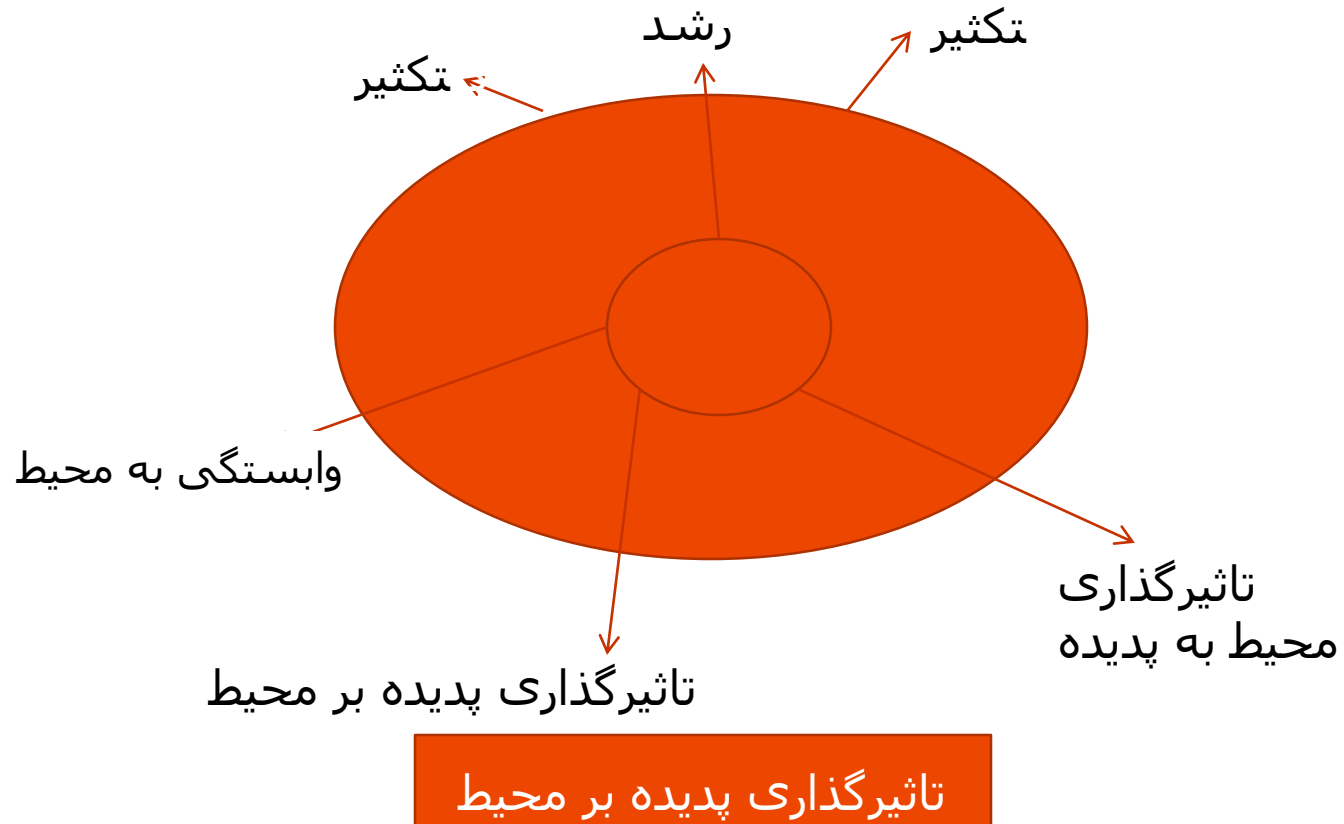 رشد
تکثیر
تکثیر
وابستگی به محیط
تاثیرگذاری
محیط به پدیده
تاثیرگذاری پدیده بر محیط
تاثیرگذاری پدیده بر محیط